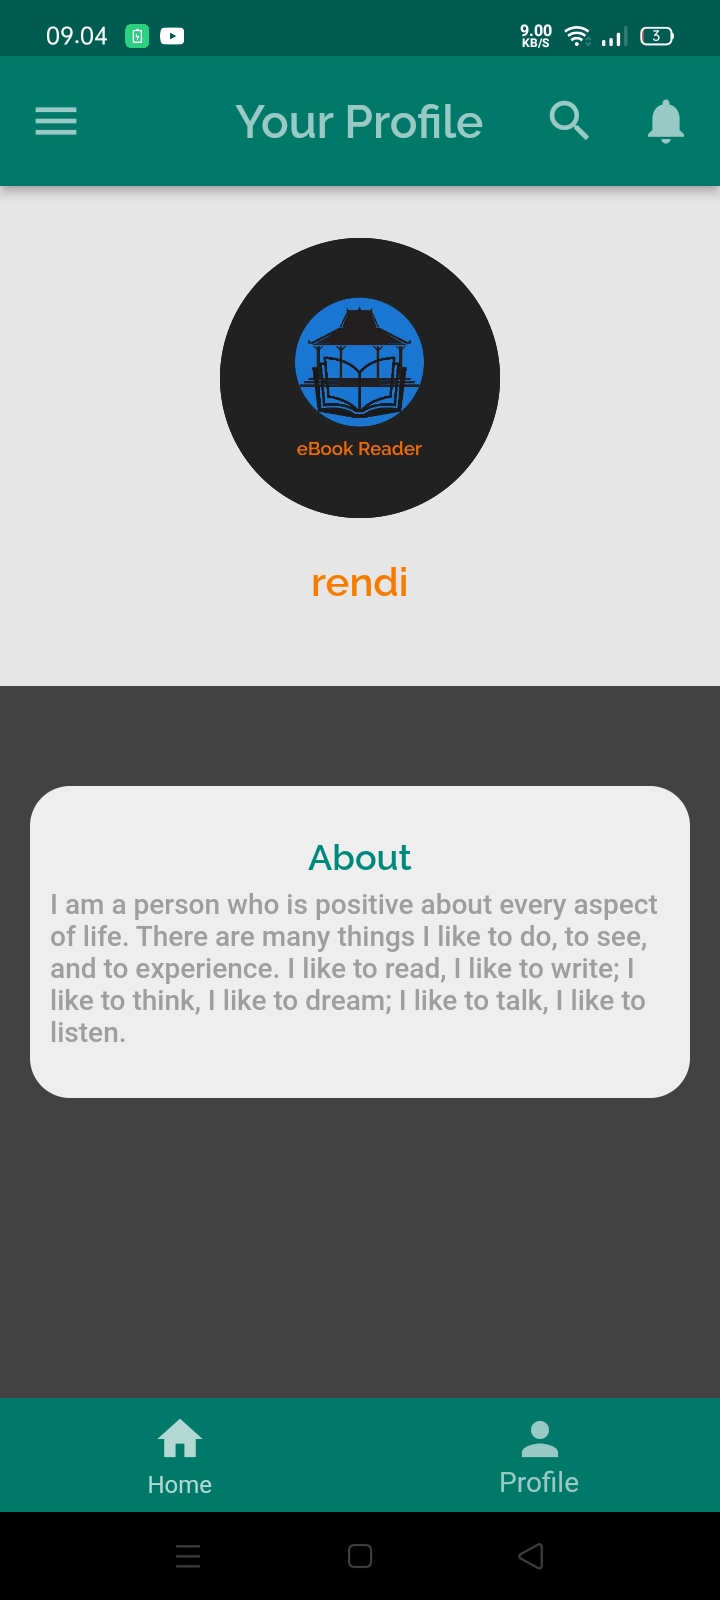 09.04
9.00
KB/S
3
Your Profile
eBook Reader
rendi
About
I am a person who is positive about every aspect
of life. There are many things I like to do, to see,
and to experience. I like to read, I like to write; I
like to think, I like to dream; I like to talk, I like to
listen.
Home
Profile